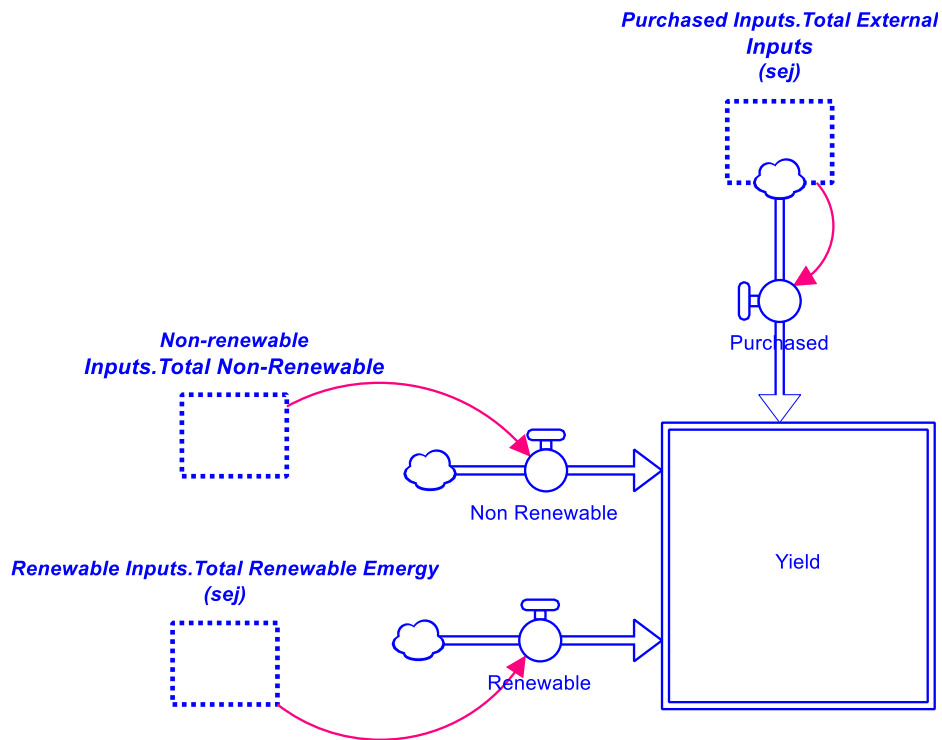 Purchased Inputs.Total External
Inputs
(sej)
Purchased
Non-renewable
Inputs.Total Non-Renewable
Non Renewable
Yield
Renewable Inputs.Total Renewable Emergy
(sej)
Renewable